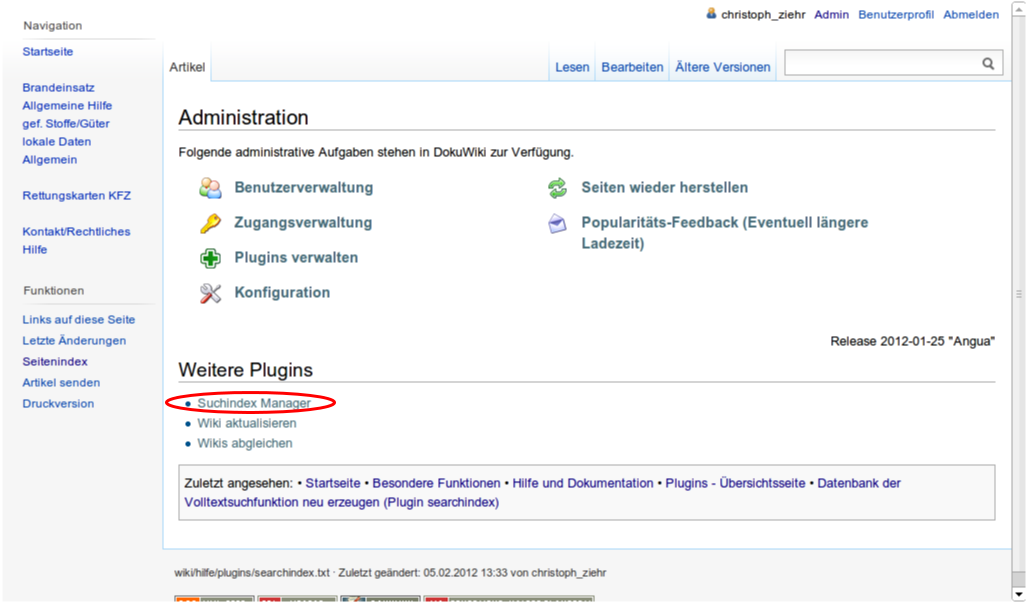 Navigation
Startseite
Brandeinsatz
Allgemeine Hilfe
gef. Stoffe/Güter
lokale Daten
Allgemein
Rettungskarten KFZ
Kontakt/Rechtliches
Hilfe
Funktionen
Links auf diese Seite
Letzte Änderungen
Seitenindex
Artikel senden
Druckversion
christoph_ziehr Admin Benutzerprofil Abmelden
Artikel Lesen Bearbeiten Ältere Versionen
Administration
Folgende administrative Aufgaben stehen in DokuWiki zur Verfügung.
Benutzerverwaltung
Zugangsverwaltung
Plugins verwalten
Konfiguration
Seiten wieder herstellen
Popularitäts-Feedback (Eventuell längere
Ladezeit)
Release 2012-01-25 "Angua"
Weitere Plugins
• Suchindex Manager
• Wiki aktualisieren
• Wikis abgleichen
Zuletzt angesehen: • Startseite • Besondere Funktionen • Hilfe und Dokumentation • Plugins - Übersichtsseite • Datenbank der
Volltextsuchfunktion neu erzeugen (Plugin searchindex)
wiki/hilfe/plugins/searchindex.txt · Zuletzt geändert: 05.02.2012 13:33 von christoph_ziehr